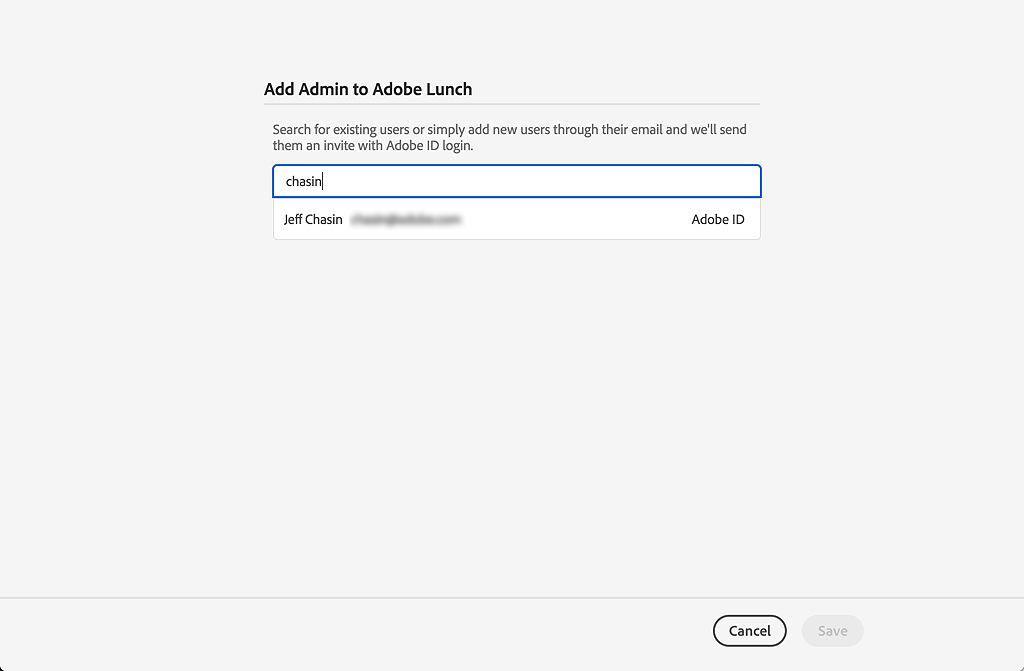 Add Admin to Adobe Lunch
Search for existing users or simply add new users through their email and we'll send
them an invite with Adobe ID login.
chasin
Jeff Chasin Adobe ID
Cancel Save